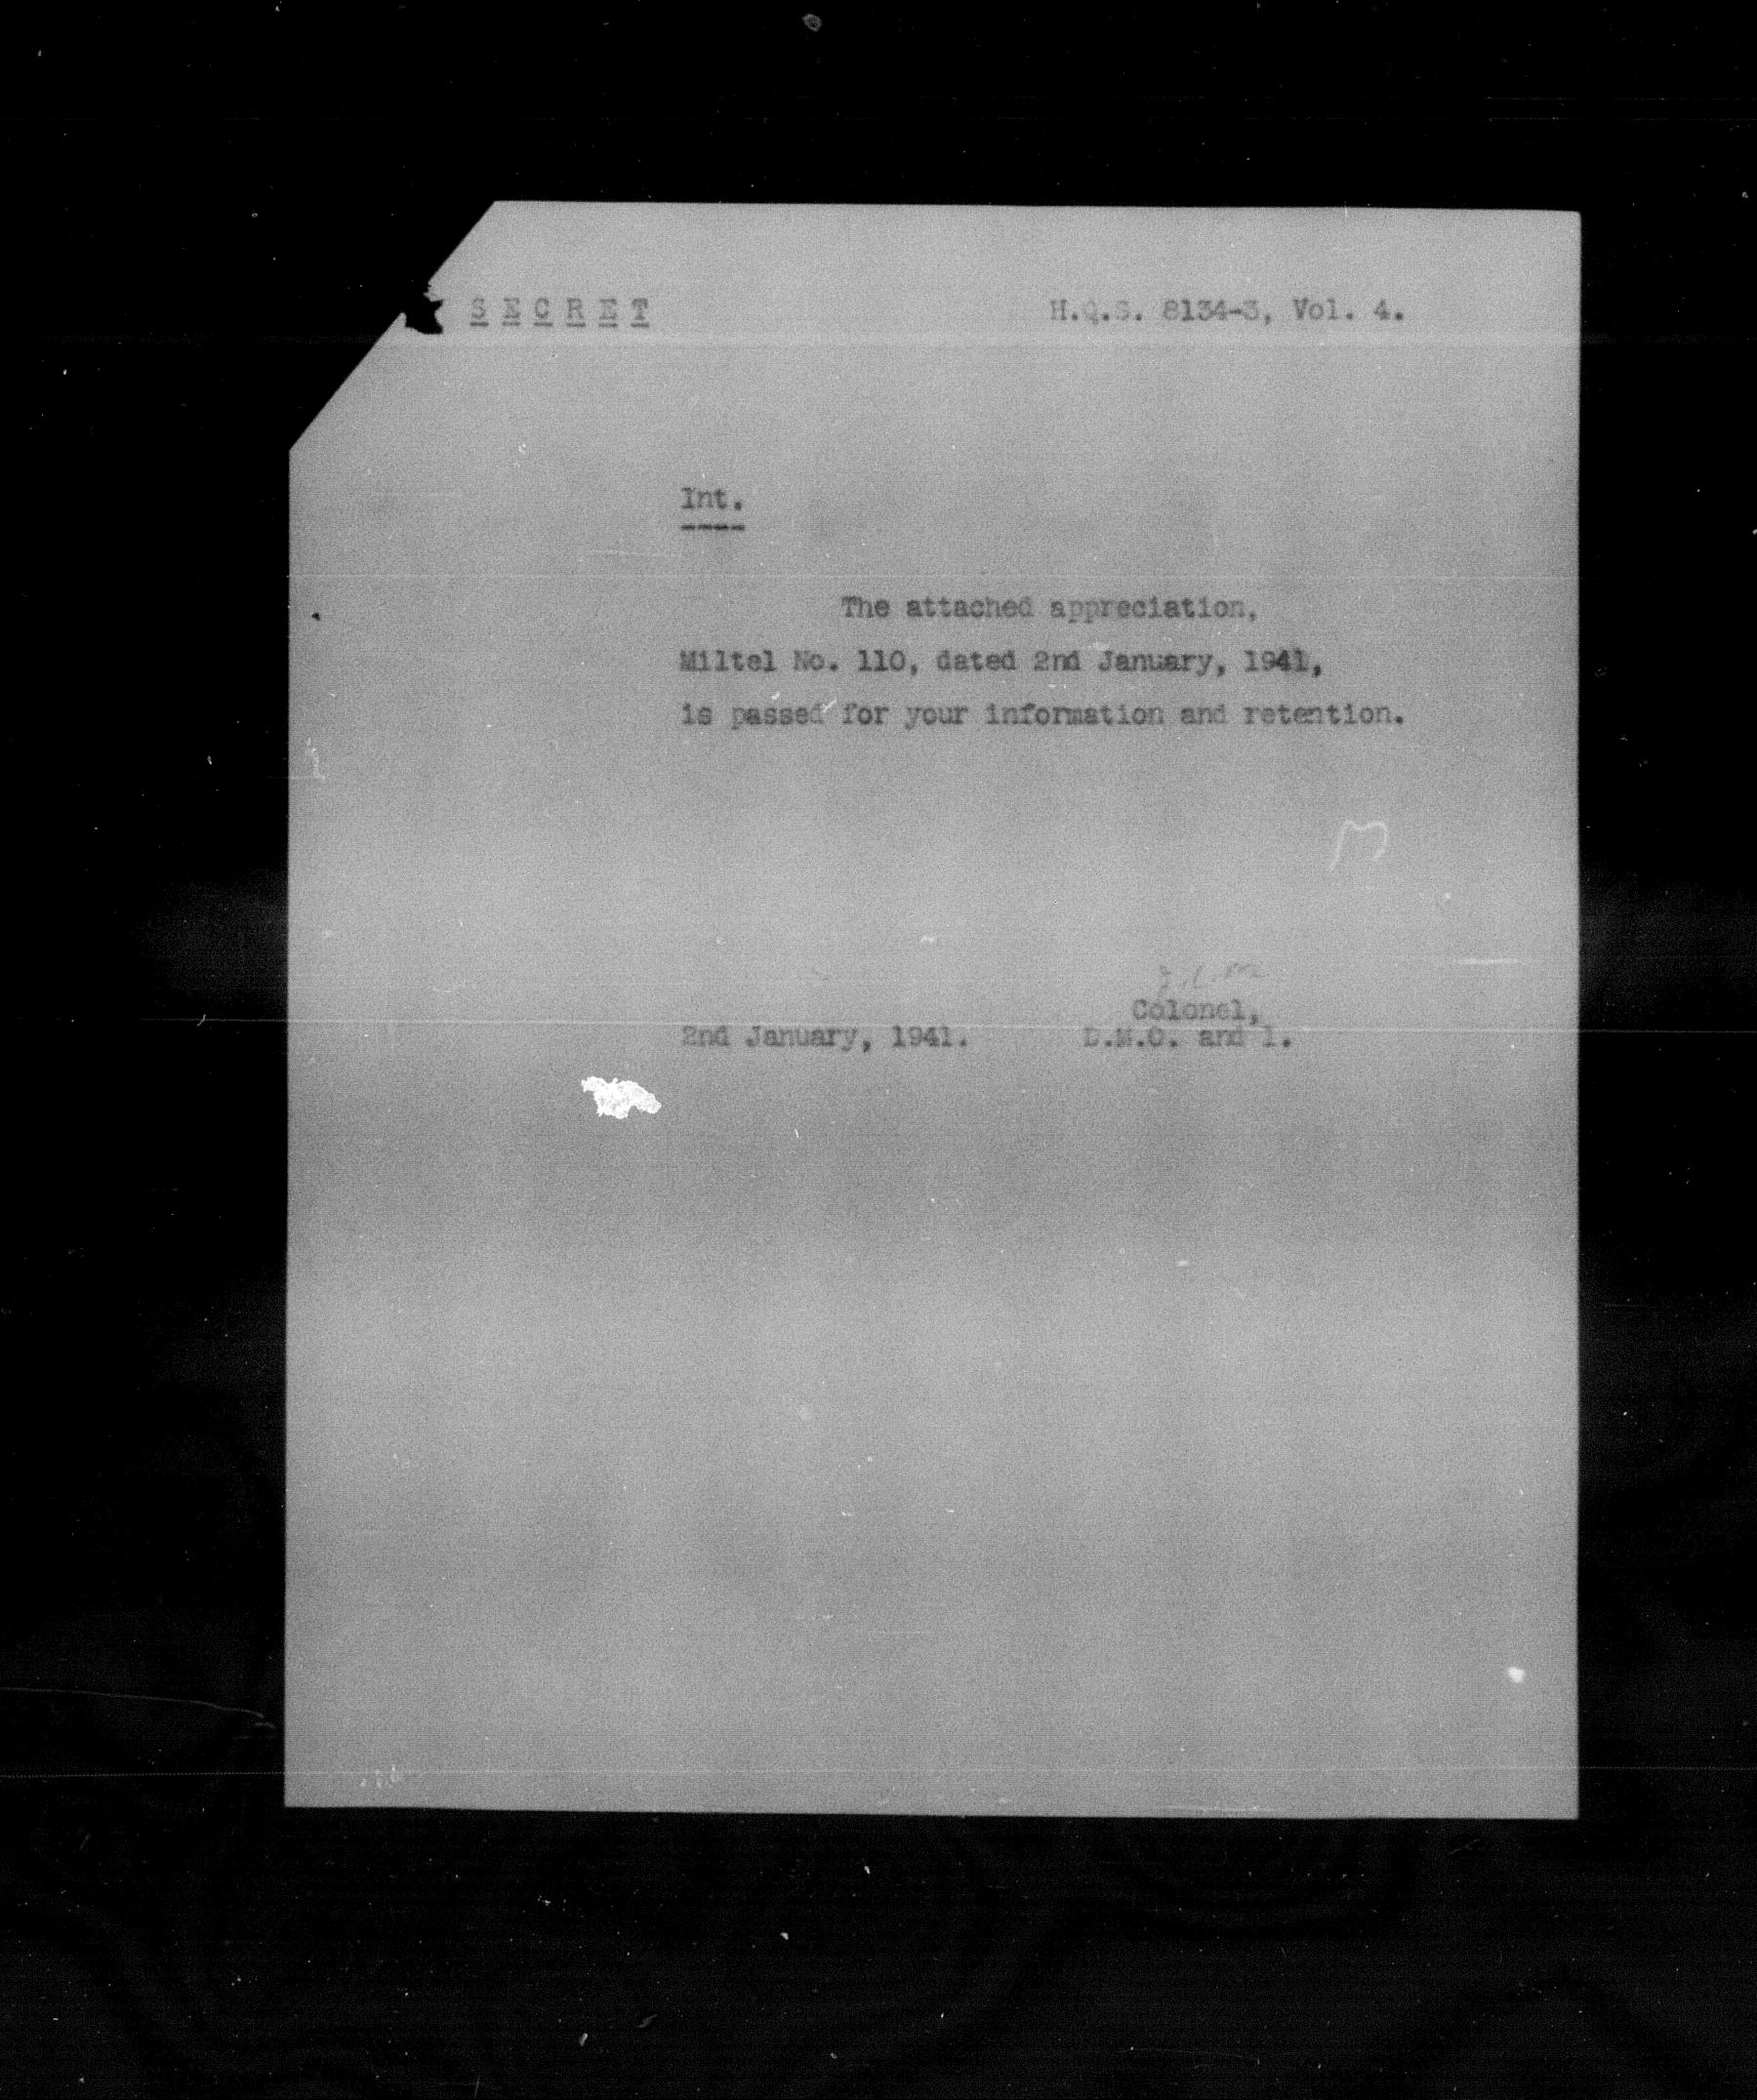 S E C R E T H.Q.S. 8134-3, Vol. 4.
Int.
The attached appreciation,
Miltel No. 110, dated 2nd January, 1941,
is passed for your information and retention.
Colonel,
2nd January, 1941. D.M.O. and I.